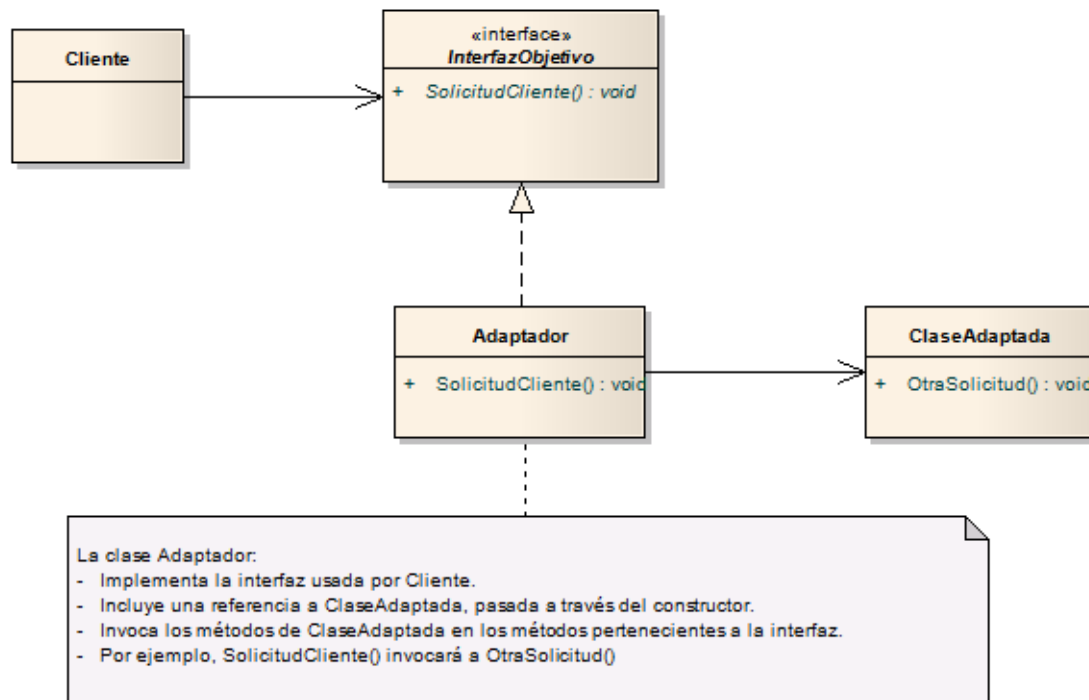 Cliente
«interface»
InterfazObjetivo
+ SolicitudCliente() : void
Adaptador
+ SolicitudCliente() : void
ClaseAdaptada
+ OtraSolicitud() : void
La clase Adaptador:
- Implementa la interfaz usada por Cliente.
- Incluye una referencia a ClaseAdaptada, pasada a través del constructor.
- Invoca los métodos de ClaseAdaptada en los métodos pertenecientes a la interfaz.
- Por ejemplo, SolicitudCliente() invocará a OtraSolicitud()